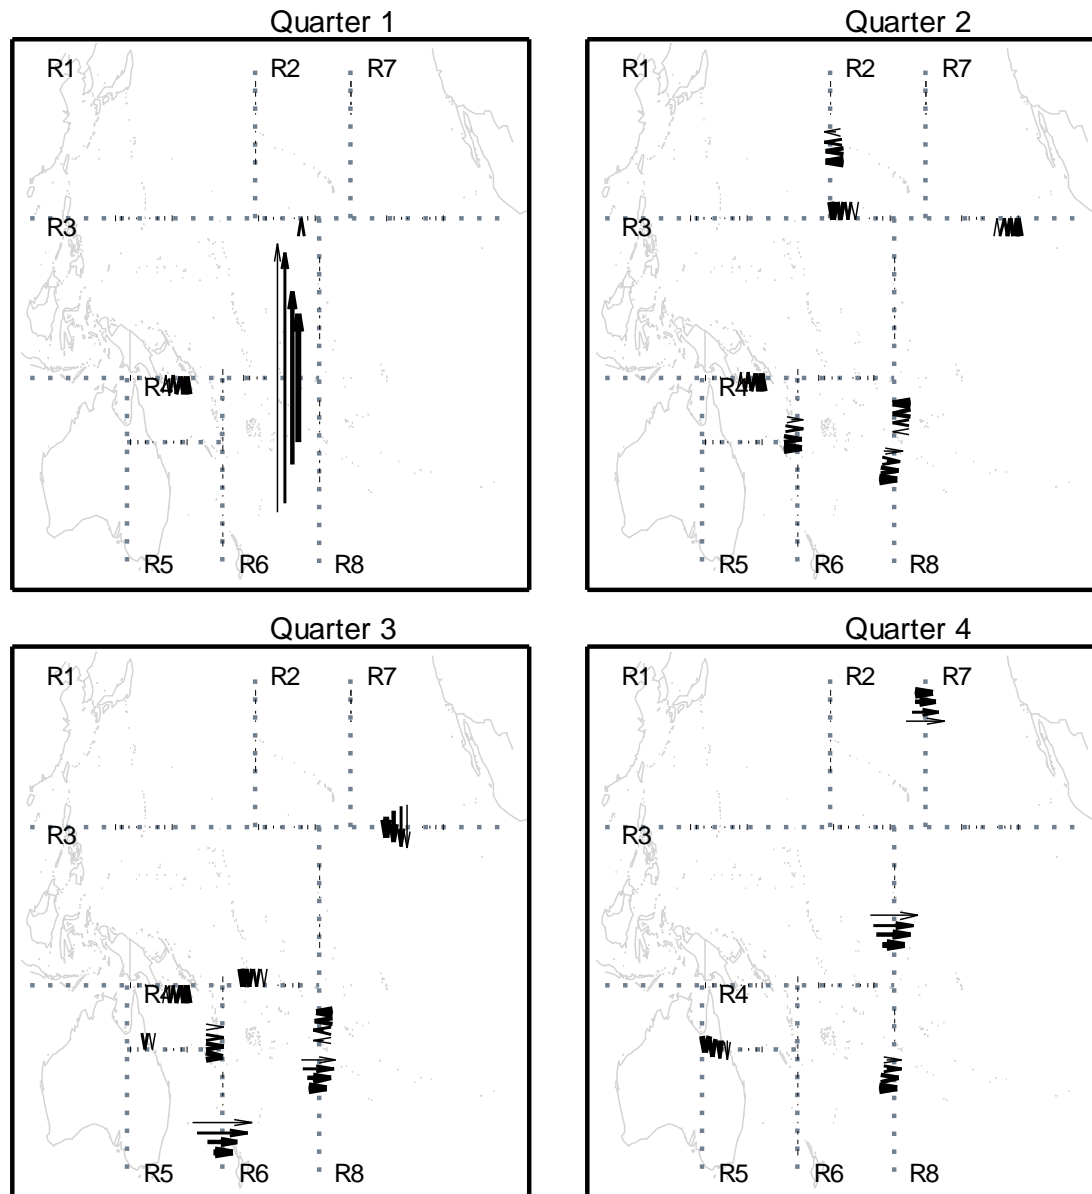 Quarter 1
Quarter 2
R1 R2 R7
R1 R2 R7
R3
R3
R4
R4
R5 R6 R8
R5 R6 R8
Quarter 3
Quarter 4
R1 R2 R7
R1 R2 R7
R3
R3
R4
R4
R5 R6 R8
R5 R6 R8